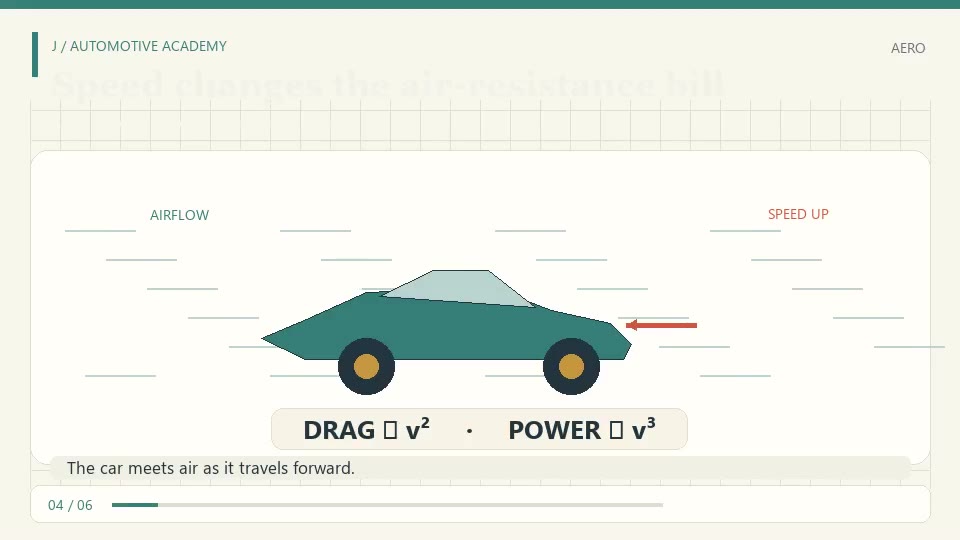 J / AUTOMOTIVE ACADEMY
AERO
Speed changes the air-resistance bill
AIRFLOW
SPEED UP
DRAG □ v² · POWER □ v³
The car meets air as it travels forward.
04 / 06